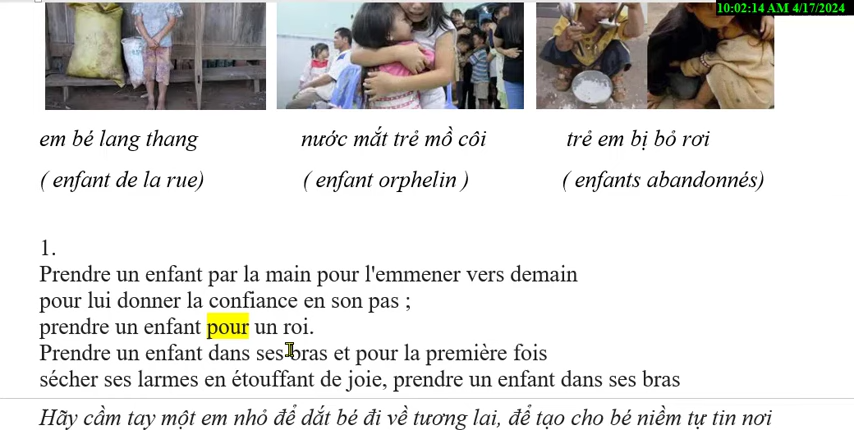 10:02:14 AM 4/17/2024
em bé lang thang
nước mắt trẻ mồ côi
trẻ em bị bỏ rơi
( enfant de la rue)
( enfant orphelin )
( enfants abandonnés)
1.
Prendre un enfant par la main pour l'emmener vers demain
pour lui donner la confiance en son pas ;
prendre un enfant pour un roi.
Prendre un enfant dans ses bras et pour la première fois
sécher ses larmes en étouffant de joie, prendre un enfant dans ses bras
Hãy cầm tay một em nhỏ để dắt bé đi về tương lai, để tạo cho bé niềm tự tin nơi